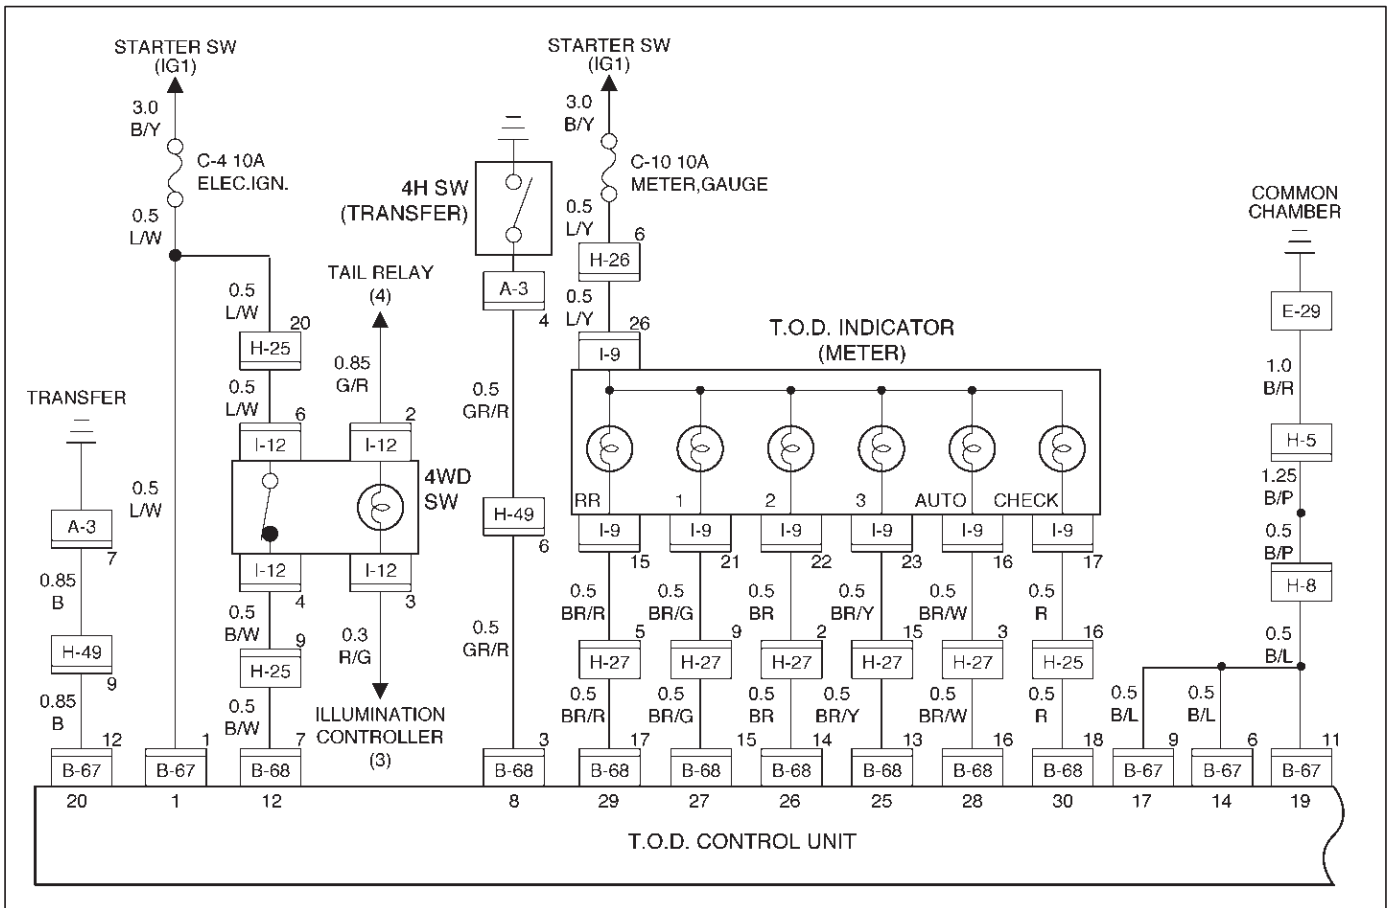 STARTER SW
(IG1)
3.0
B/Y
C-4 10A
ELEC.IGN.
0.5
L/W
0.5
L/W
20
H-25
0.5
L/W
6
I-12
TAIL RELAY
(4)
0.85
G/R
2
I-12
4WD
SW
I-12
4
I-12
3
0.5
B/W
9
H-25
0.5
B/W
7
B-68
12
0.3
R/G
ILLUMINATION
CONTROLLER
(3)
TRANSFER
A-3
7
0.85
B
H-49
9
0.85
B
12
B-67
20
0.5
L/W
1
B-67
1
4H SW
(TRANSFER)
A-3
4
0.5
GR/R
H-49
6
0.5
GR/R
3
B-68
8
STARTER SW
(IG1)
3.0
B/Y
C-10 10A
METER,GAUGE
0.5
L/Y
6
H-26
0.5
L/Y
26
I-9
T.O.D. INDICATOR
(METER)
RR
1
2
3
AUTO
CHECK
I-9
I-9
I-9
I-9
I-9
I-9
15
21
22
23
16
17
0.5
BR/R
0.5
BR/G
0.5
BR
0.5
BR/Y
0.5
BR/W
0.5
R
5
9
2
15
3
16
H-27
H-27
H-27
H-27
H-27
H-25
0.5
BR/R
0.5
BR/G
0.5
BR
0.5
BR/Y
0.5
BR/W
0.5
R
17
15
14
13
16
18
B-68
B-68
B-68
B-68
B-68
B-68
29
27
26
25
28
30
COMMON
CHAMBER
E-29
1.0
B/R
H-5
1.25
B/P
0.5
B/P
H-8
0.5
B/L
0.5
B/L
0.5
B/L
9
6
11
B-67
B-67
B-67
17
14
19
T.O.D. CONTROL UNIT